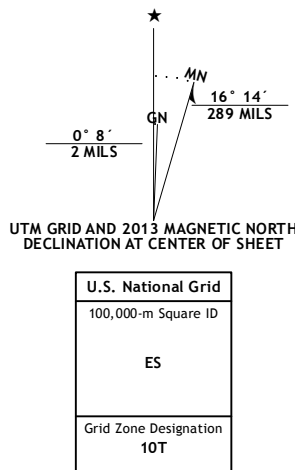 ★
MN
GN
16° 14´
289 MILS
0° 8´
2 MILS
UTM GRID AND 2013 MAGNETIC NORTH
DECLINATION AT CENTER OF SHEET
U.S. National Grid
100,000-m Square ID
ES
Grid Zone Designation
10T